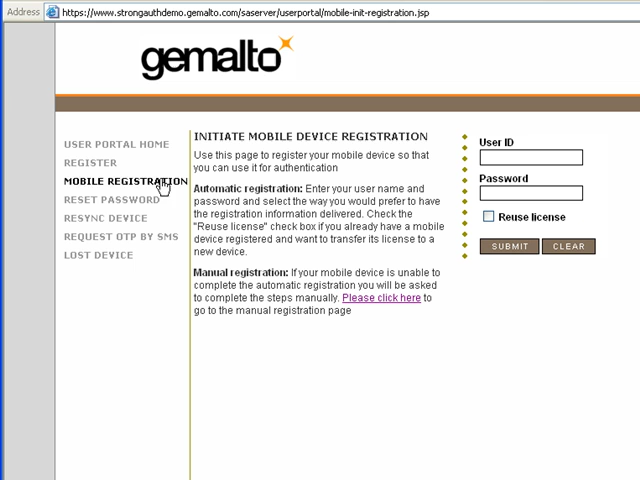 Address https://www.strongauthdemo.gemalto.com/saserver/userportal/mobile-init-registration.jsp
gemalto
USER PORTAL HOME
REGISTER
MOBILE REGISTRATION
RESET PASSWORD
RESYNC DEVICE
REQUEST OTP BY SMS
LOST DEVICE
INITIATE MOBILE DEVICE REGISTRATION
Use this page to register your mobile device so that
you can use it for authentication
Automatic registration: Enter your user name and
password and select the way you would prefer to have
the registration information delivered. Check the
"Reuse license" check box if you already have a mobile
device registered and want to transfer its license to a
new device.
Manual registration: If your mobile device is unable to
complete the automatic registration you will be asked
to complete the steps manually. Please click here to
go to the manual registration page
User ID
Password
Reuse license
SUBMIT CLEAR